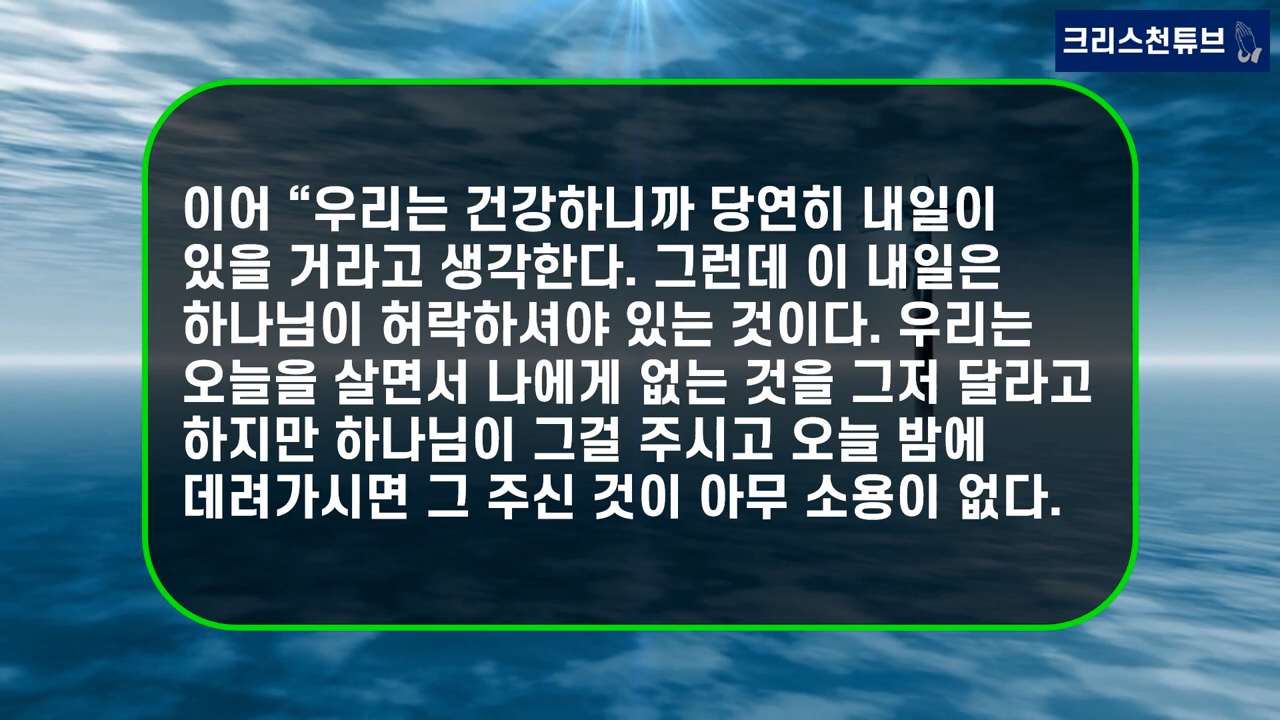 크리스천튜브
이어 “우리는 건강하니까 당연히 내일이
있을 거라고 생각한다. 그런데 이 내일은
하나님이 허락하셔야 있는 것이다. 우리는
오늘을 살면서 나에게 없는 것을 그저 달라고
하지만 하나님이 그걸 주시고 오늘 밤에
데려가시면 그 주신 것이 아무 소용이 없다.